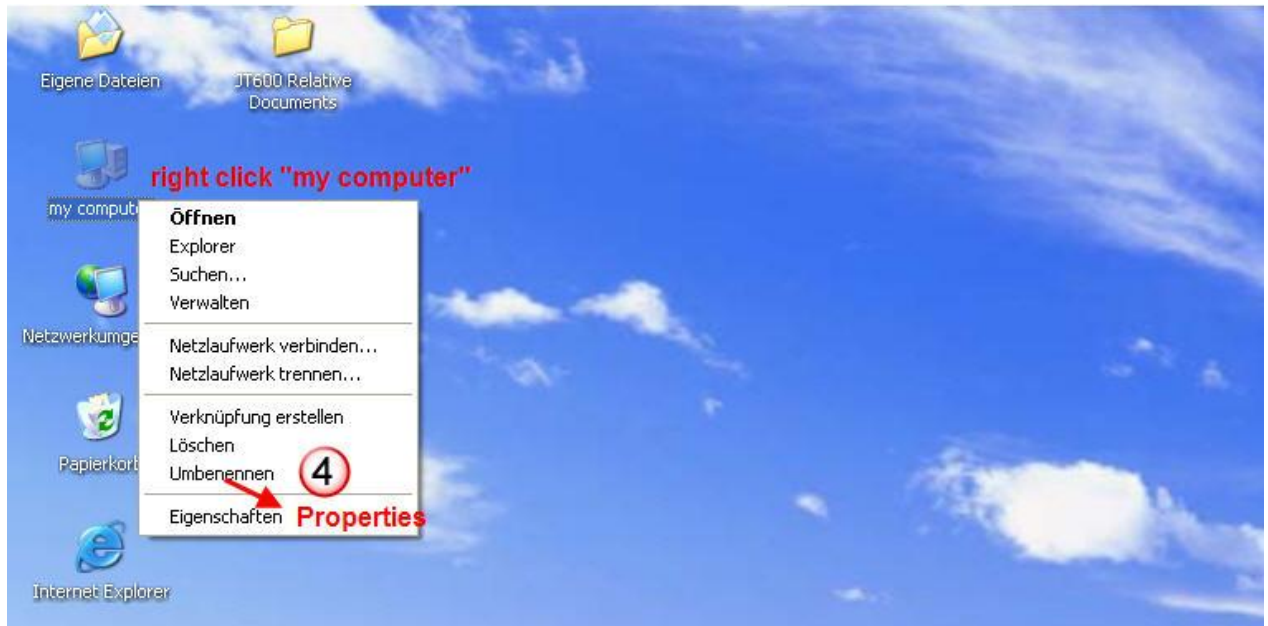 Eigene Dateien
JT600 Relative
Documents
right click "my computer"
my compute
Öffnen
Explorer
Suchen...
Verwalten
Netzwerkumge
Netzlaufwerk verbinden...
Netzlaufwerk trennen...
Verknüpfung erstellen
Löschen
Umbenennen
4
Papierkor
Eigenschaften
Properties
Internet Explorer